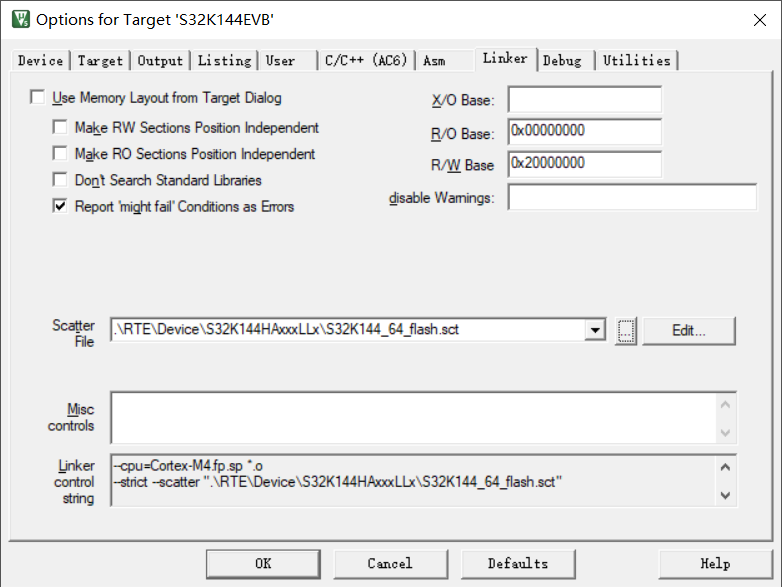 Options for Target 'S32K144EVB'
Device Target Output Listing User C/C++ (AC6) Asm Linker Debug Utilities
Use Memory Layout from Target Dialog
Make RW Sections Position Independent
Make RO Sections Position Independent
Don't Search Standard Libraries
Report 'might fail' Conditions as Errors
X/O Base:
R/O Base: 0x00000000
R/W Base 0x20000000
disable Warnings:
Scatter
File
.\RTE\Device\S32K144HAxxxLLx\S32K144_64_flash.sct
... Edit...
Misc
controls
Linker
control
string
--cpu=Cortex-M4.fp.sp *.o
--strict --scatter ".\RTE\Device\S32K144HAxxxLLx\S32K144_64_flash.sct"
OK Cancel Defaults Help